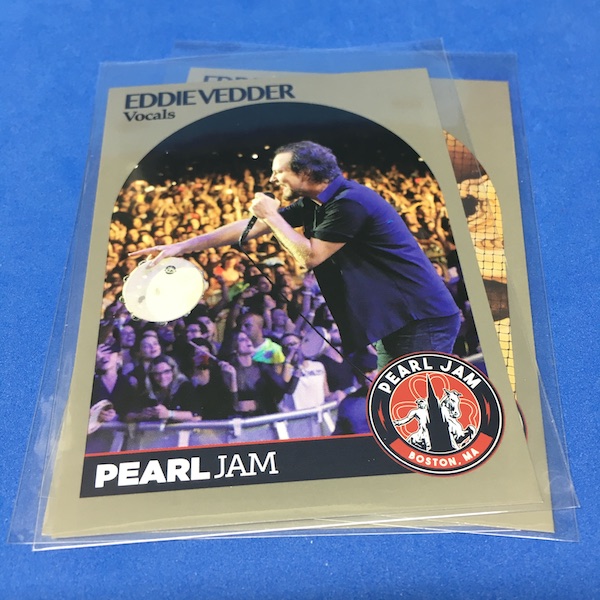 EDDIE VEDDER
Vocals
PEARL JAM
BOSTON, MA
PEARL JAM